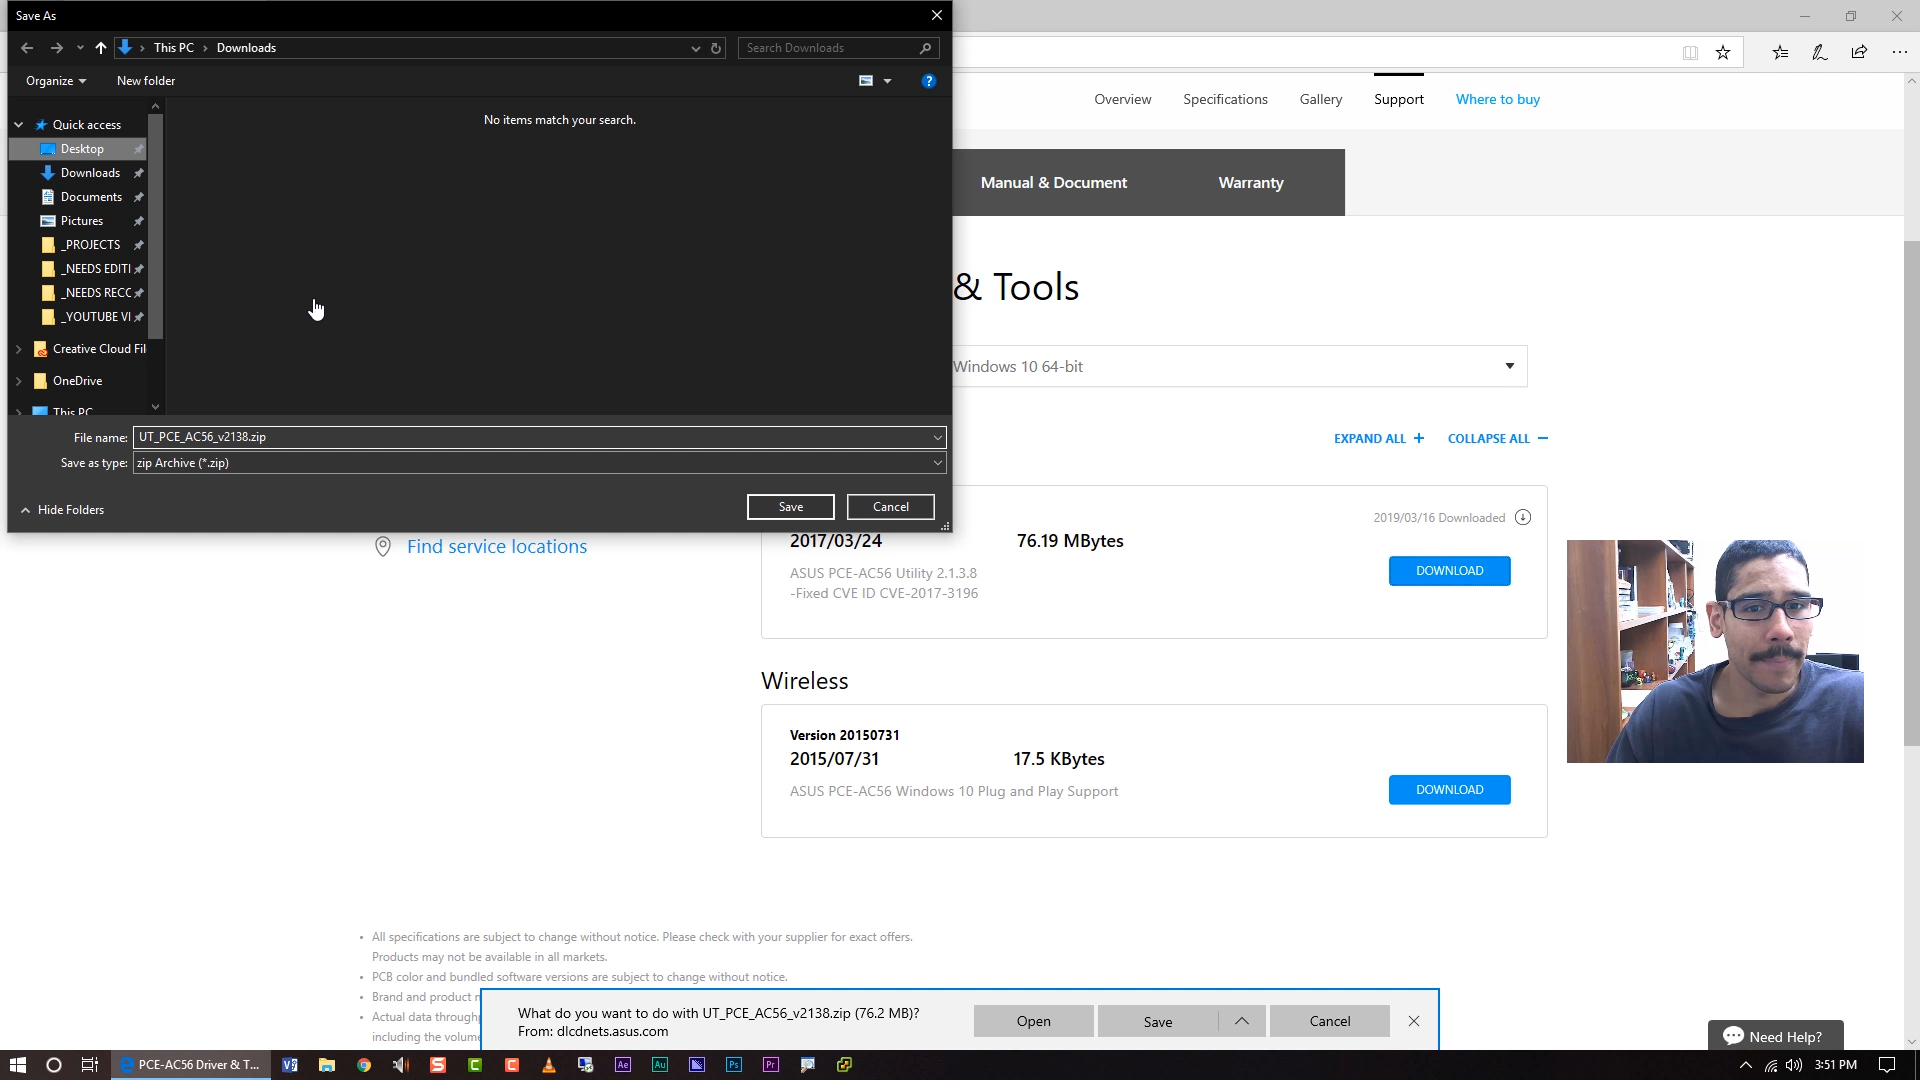 Save As
This PC
Downloads
Search Downloads
Organize
New folder
Quick access
Desktop
Downloads
Documents
Pictures
_PROJECTS
_NEEDS EDITI
_NEEDS RECC
_YOUTUBE VI
Creative Cloud Fil
OneDrive
This PC
No items match your search.
File name: UT_PCE_AC56_v2138.zip
Save as type: zip Archive (*.zip)
Hide Folders
Save
Cancel
Overview
Specifications
Gallery
Support
Where to buy
Manual & Document
Warranty
& Tools
Windows 10 64-bit
EXPAND ALL +
COLLAPSE ALL −
2019/03/16 Downloaded
2017/03/24
76.19 MBytes
ASUS PCE-AC56 Utility 2.1.3.8
-Fixed CVE ID CVE-2017-3196
DOWNLOAD
Find service locations
Wireless
Version 20150731
2015/07/31
17.5 KBytes
ASUS PCE-AC56 Windows 10 Plug and Play Support
DOWNLOAD
• All specifications are subject to change without notice. Please check with your supplier for exact offers.
Products may not be available in all markets.
• PCB color and bundled software versions are subject to change without notice.
• Brand and product n
• Actual data through
including the volume
What do you want to do with UT_PCE_AC56_v2138.zip (76.2 MB)?
From: dlcdnets.asus.com
Open
Save
Cancel
Need Help?
PCE-AC56 Driver & T...
Ae
Au
Ps
Pr
3:51 PM